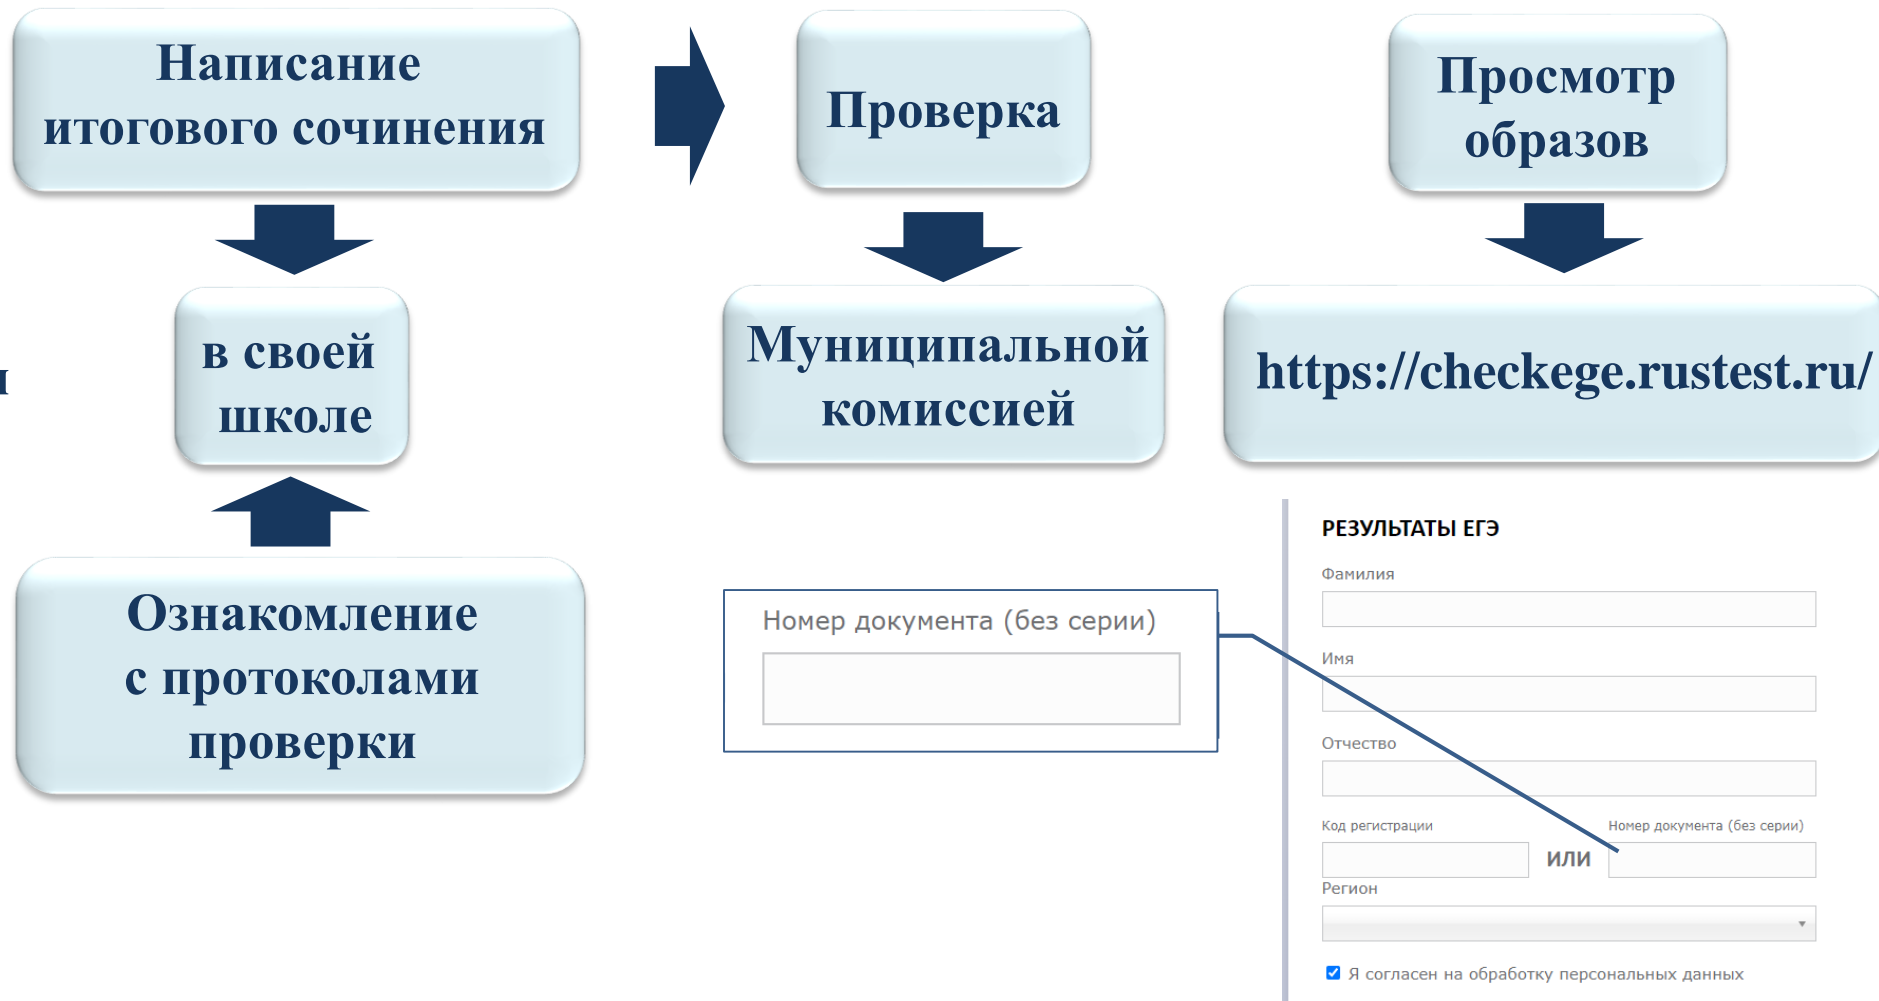 Написание
итогового сочинения
Проверка
Просмотр
образов
в своей
школе
Муниципальной
комиссией
https://checkege.rustest.ru/
Ознакомление
с протоколами
проверки
Номер документа (без серии)
РЕЗУЛЬТАТЫ ЕГЭ
Фамилия
Имя
Отчество
Код регистрации
Номер документа (без серии)
ИЛИ
Регион
Я согласен на обработку персональных данных